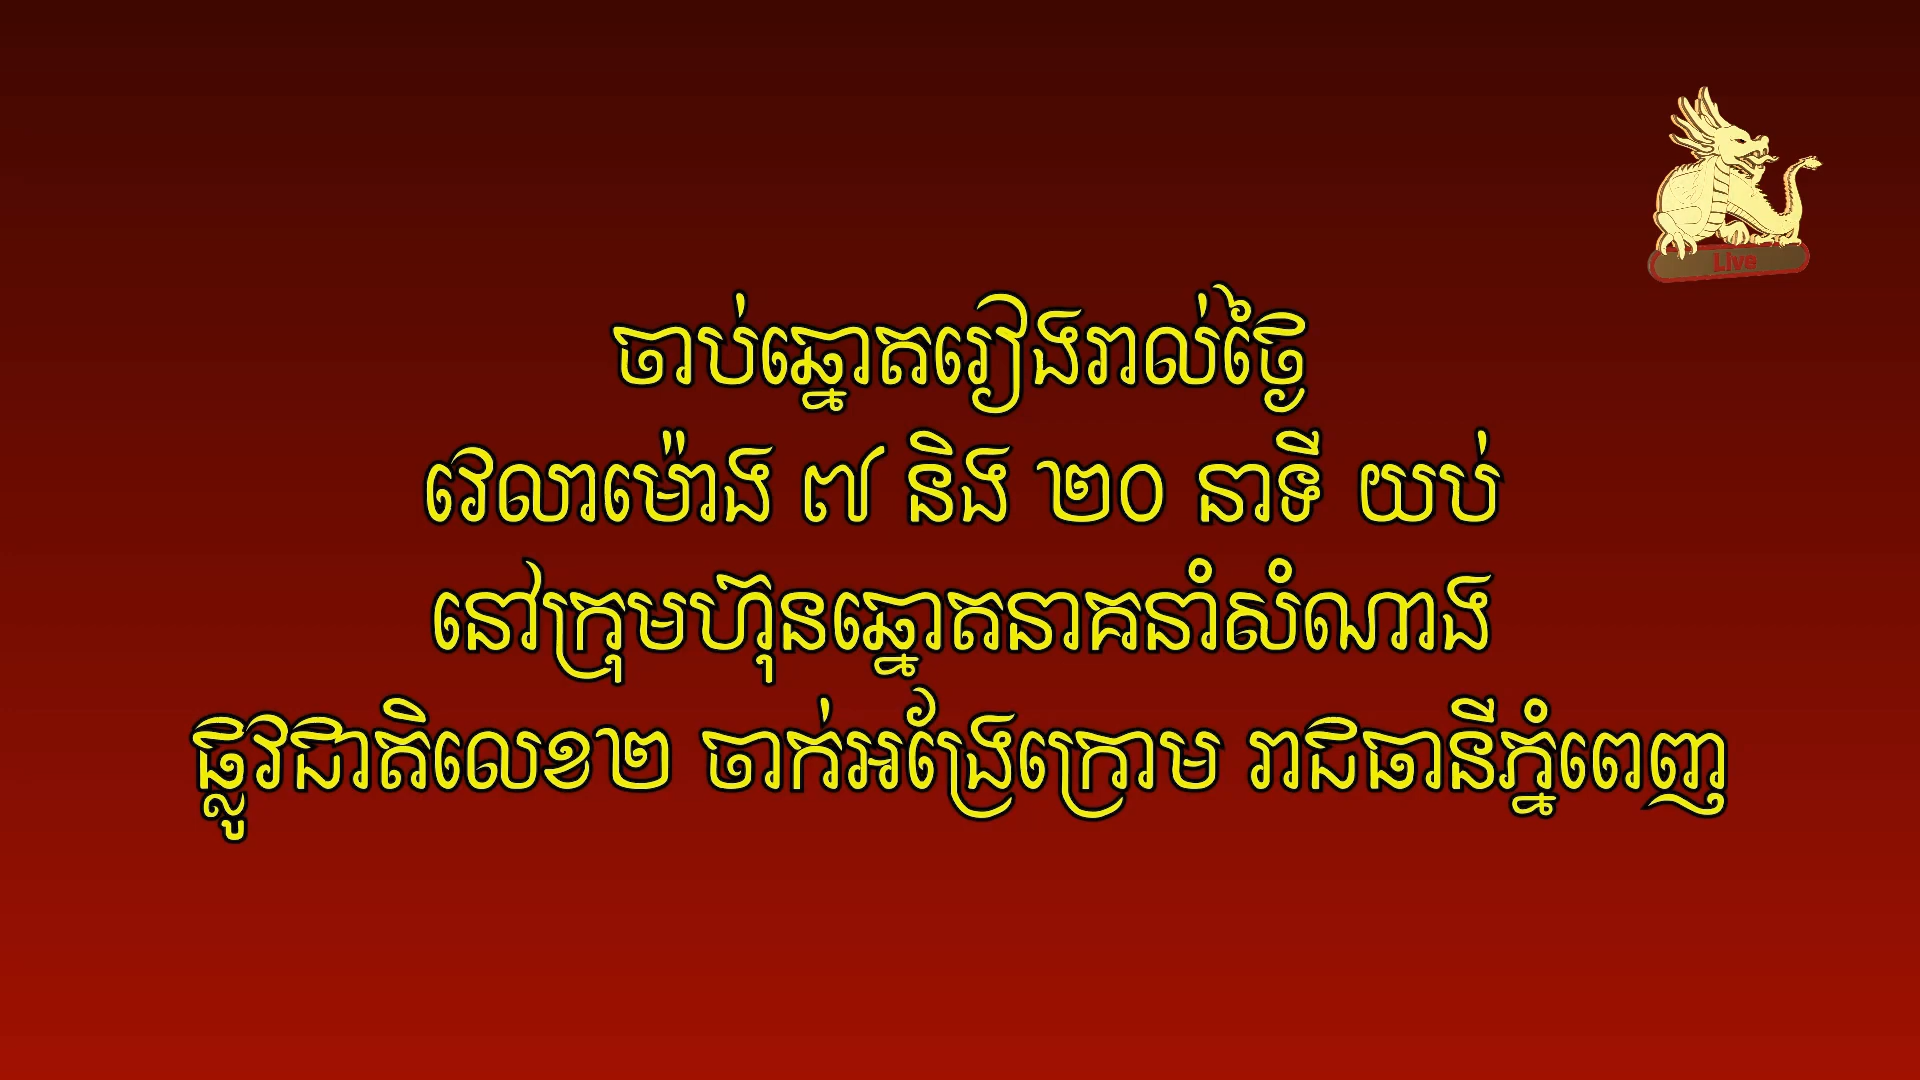 Live
ចាប់ឆ្នោតរៀងរាល់ថ្ងៃ
វេលាម៉ោង ៧ និង ២០ នាទី យប់
នៅក្រុមហ៊ុនឆ្នោតនាគនាំសំណាង
ផ្លូវជាតិលេខ២ ចាក់អង្រែក្រោម រាជធានីភ្នំពេញ